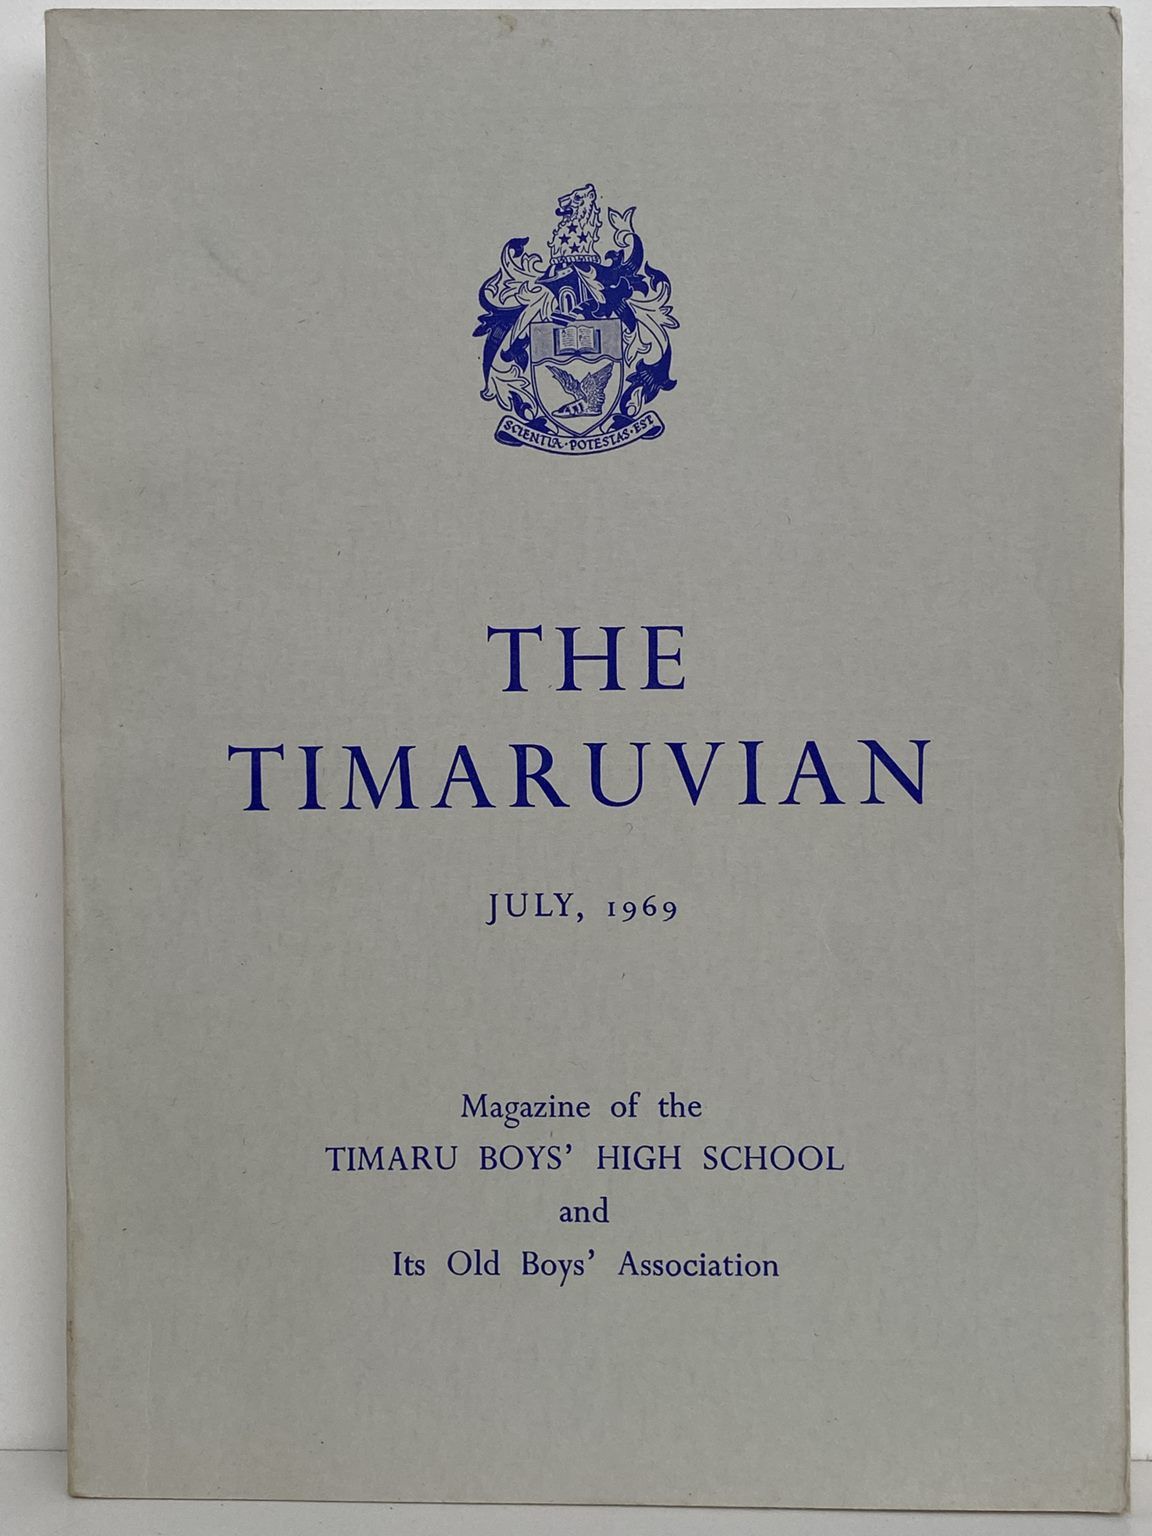 SCIENTIA · POTESTAS · EST
THE
TIMARUVIAN
JULY, 1969
Magazine of the
TIMARU BOYS’ HIGH SCHOOL
and
Its Old Boys’ Association